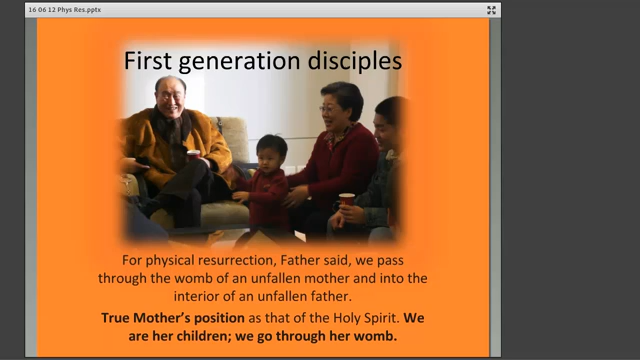 16 06 12 Phys Res.pptx
First generation disciples
For physical resurrection, Father said, we pass
through the womb of an unfallen mother and into the
interior of an unfallen father.
True Mother's position as that of the Holy Spirit. We
are her children; we go through her womb.